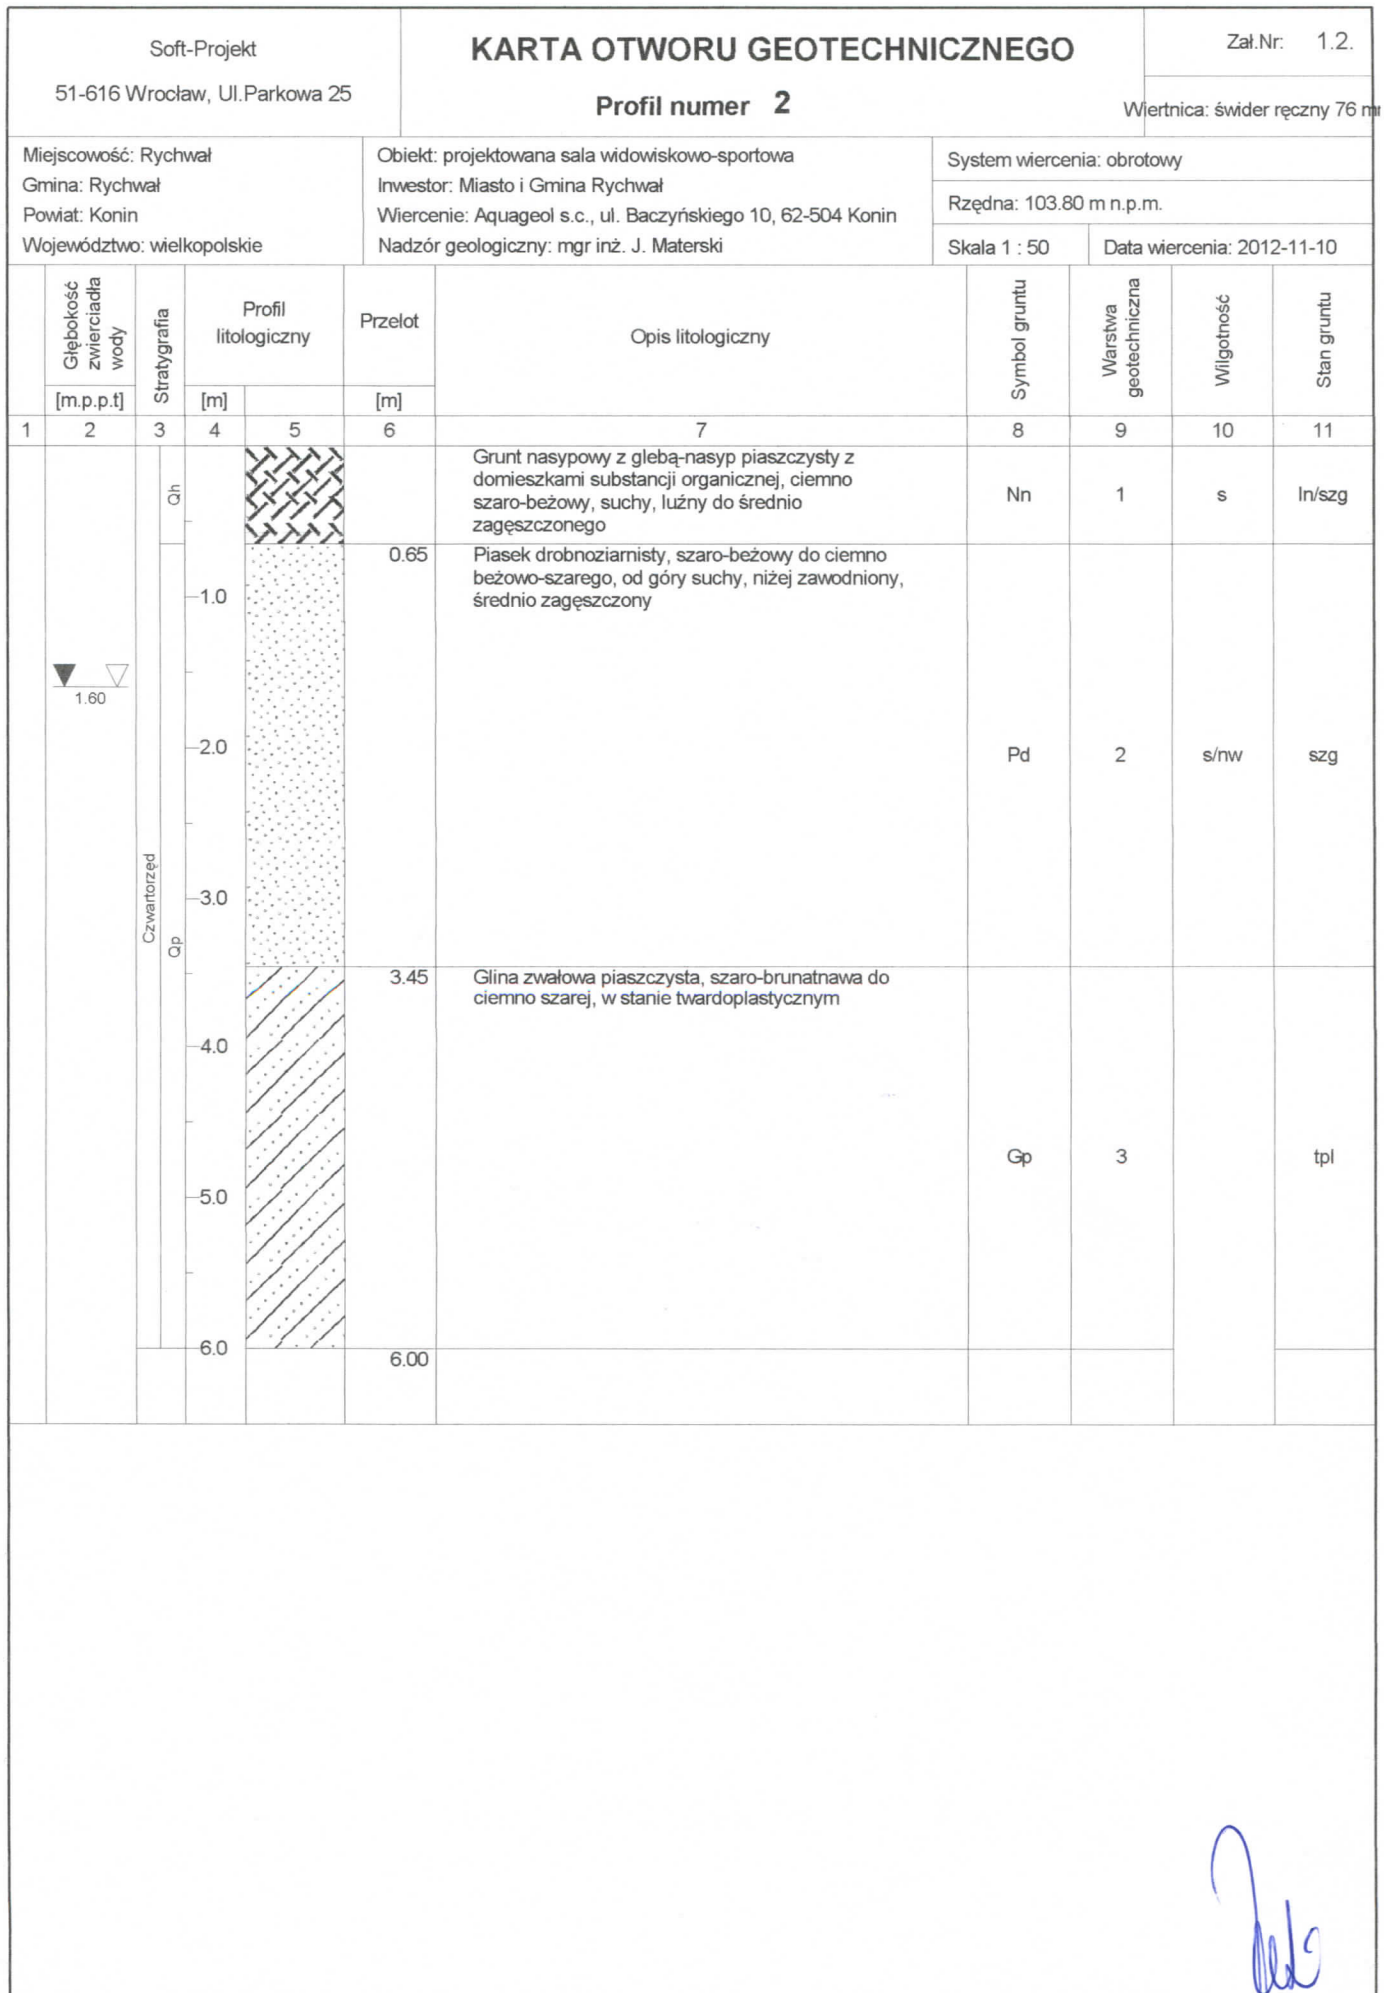 Soft-Projekt
51-616 Wrocław, Ul.Parkowa 25
KARTA OTWORU GEOTECHNICZNEGO
Profil numer 2
Zał.Nr: 1.2.
Wiertnica: świder ręczny 76 m
Miejscowość: Rychwał
Gmina: Rychwał
Powiat: Konin
Województwo: wielkopolskie
Obiekt: projektowana sala widowiskowo-sportowa
Inwestor: Miasto i Gmina Rychwał
Wiercenie: Aquageol s.c., ul. Baczyńskiego 10, 62-504 Konin
Nadzór geologiczny: mgr inż. J. Materski
System wiercenia: obrotowy
Rzędna: 103.80 m n.p.m.
Skala 1 : 50
Data wiercenia: 2012-11-10
Głębokość
zwierciadła
wody
[m.p.p.t]
Stratygrafia
Profil
litologiczny
[m]
Przelot
[m]
Opis litologiczny
Symbol gruntu
Warstwa
geotechniczna
Wilgotność
Stan gruntu
1 2 3 4 5 6 7 8 9 10 11
Qh
Grunt nasypowy z glebą-nasyp piaszczysty z
domieszkami substancji organicznej, ciemno
szaro-beżowy, suchy, luźny do średnio
zagęszczonego
Nn 1 s ln/szg
0.65
Piasek drobnoziarnisty, szaro-beżowy do ciemno
beżowo-szarego, od góry suchy, niżej zawodniony,
średnio zagęszczony
1.0
1.60
2.0
Pd 2 s/nw szg
Czwartorzęd
Qp
3.0
3.45
Glina zwałowa piaszczysta, szaro-brunatnawa do
ciemno szarej, w stanie twardoplastycznym
4.0
Gp 3 tpl
5.0
6.0
6.00